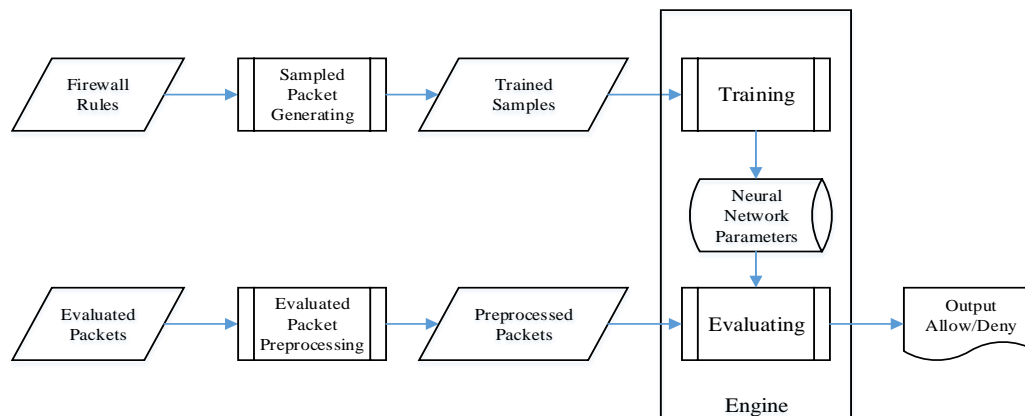 Firewall
Rules
Sampled
Packet
Generating
Trained
Samples
Training
Neural
Network
Parameters
Evaluated
Packets
Evaluated
Packet
Preprocessing
Preprocessed
Packets
Evaluating
Output
Allow/Deny
Engine